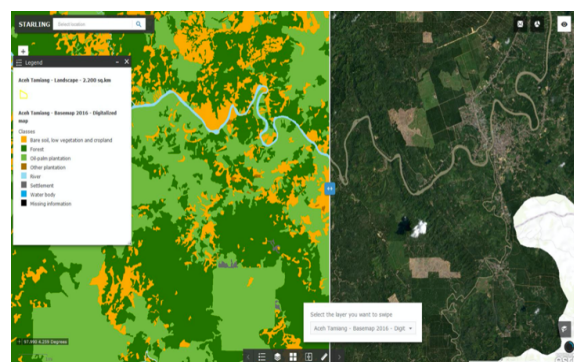 STARLING
Search location
Legend
Aceh Tamiang - Landscape - 2.200 sq.km
Aceh Tamiang - Basemap 2016 - Digitalized
map
Classes
Bare soil, low vegetation and cropland
Forest
Oil-palm plantation
Other plantation
River
Settlement
Water body
Missing information
Select the layer you want to swipe
Aceh Tamiang - Basemap 2016 - Digit
Degrees